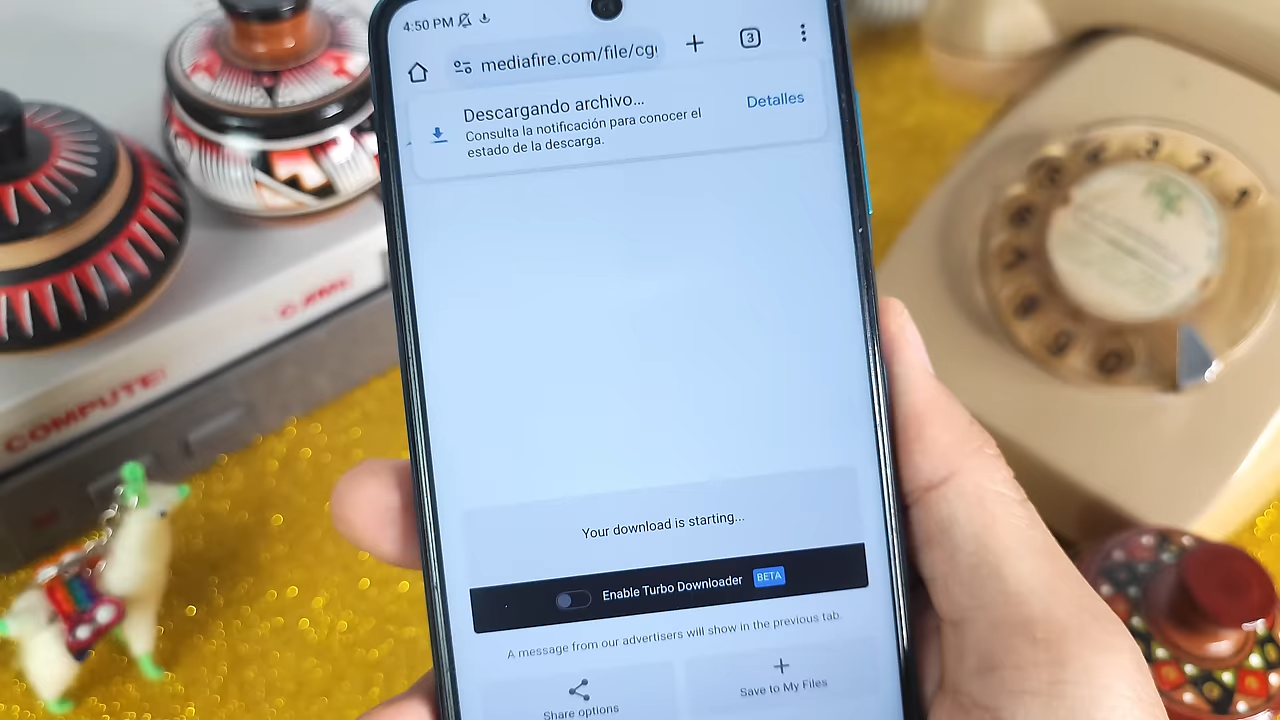 4:50 PM
mediafire.com/file/cg
3
Descargando archivo...
Consulta la notificación para conocer el
estado de la descarga.
Detalles
Your download is starting...
Enable Turbo Downloader BETA
A message from our advertisers will show in the previous tab.
Share options
Save to My Files
COMPUTE!